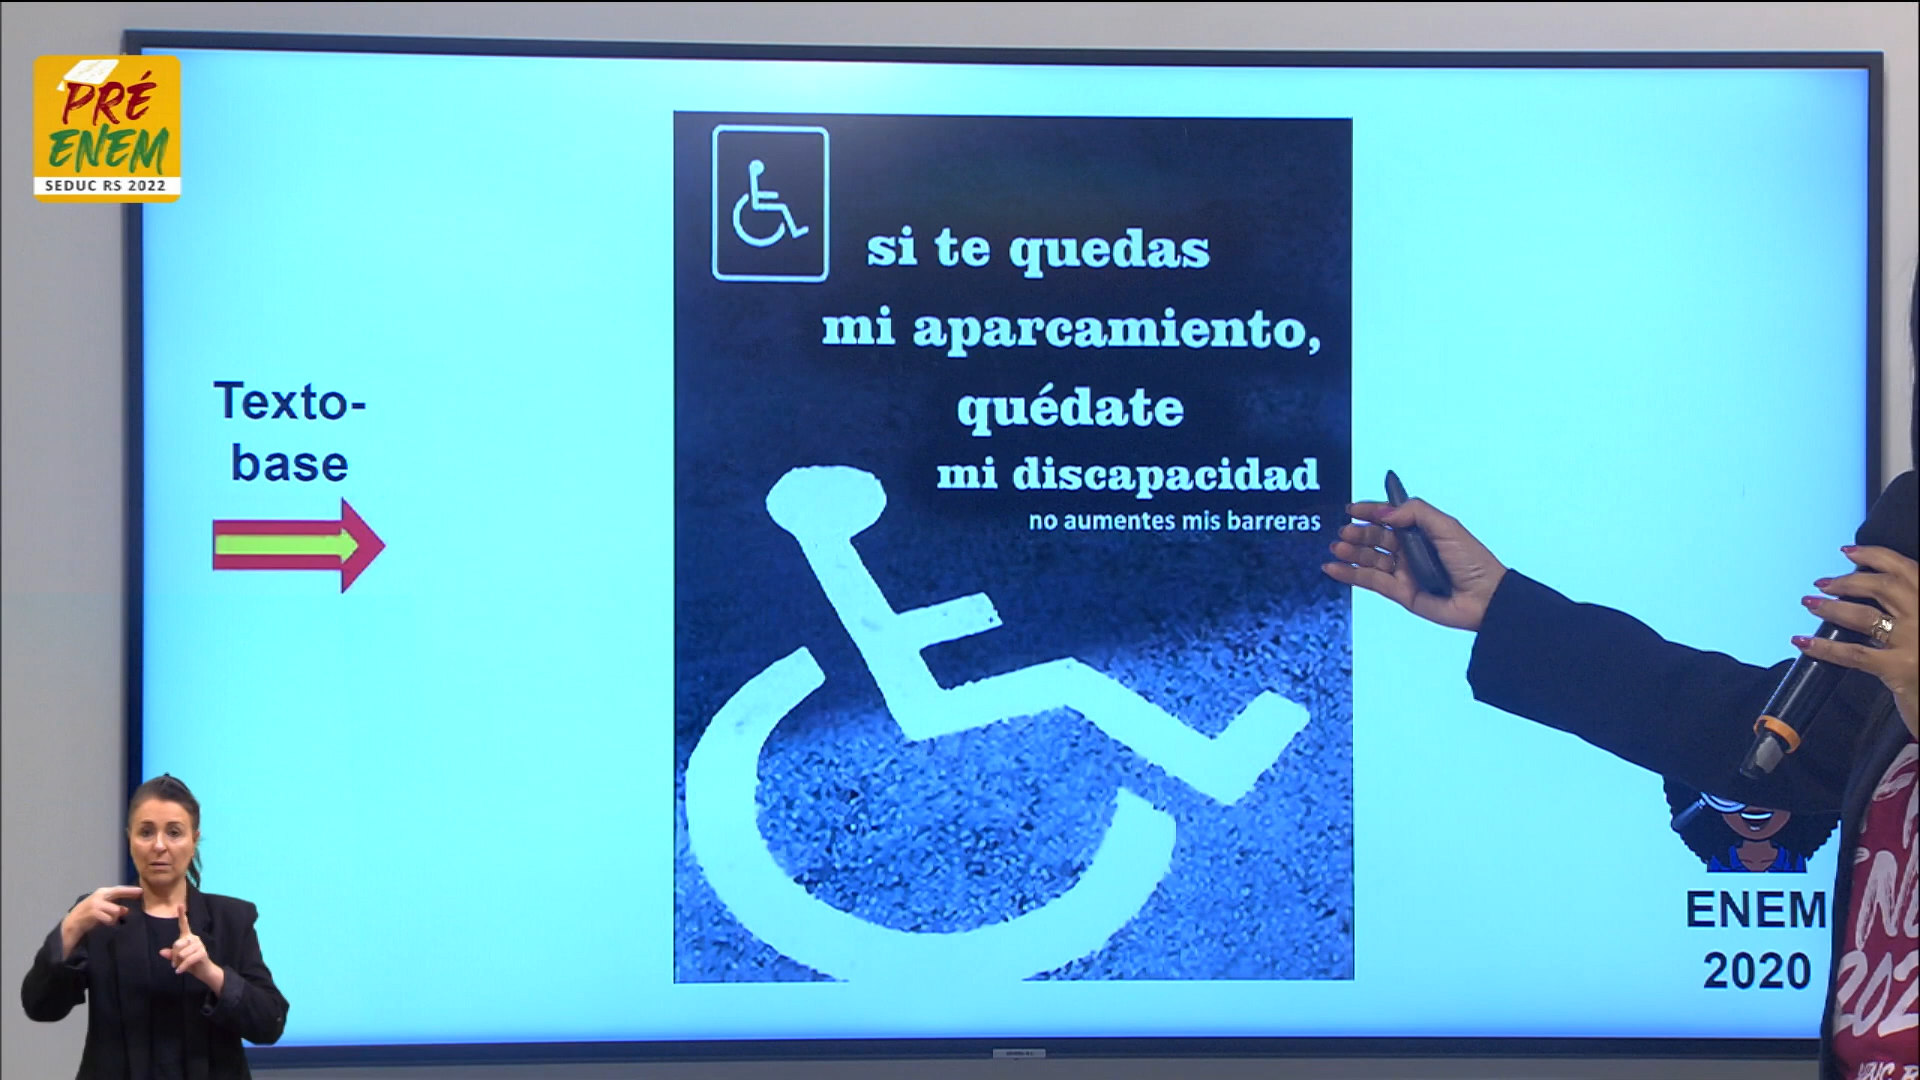 PRÉ
ENEM
SEDUC RS 2022
si te quedas
mi aparcamiento,
quédate
mi discapacidad
no aumentes mis barreras
Texto-
base
ENEM
2020